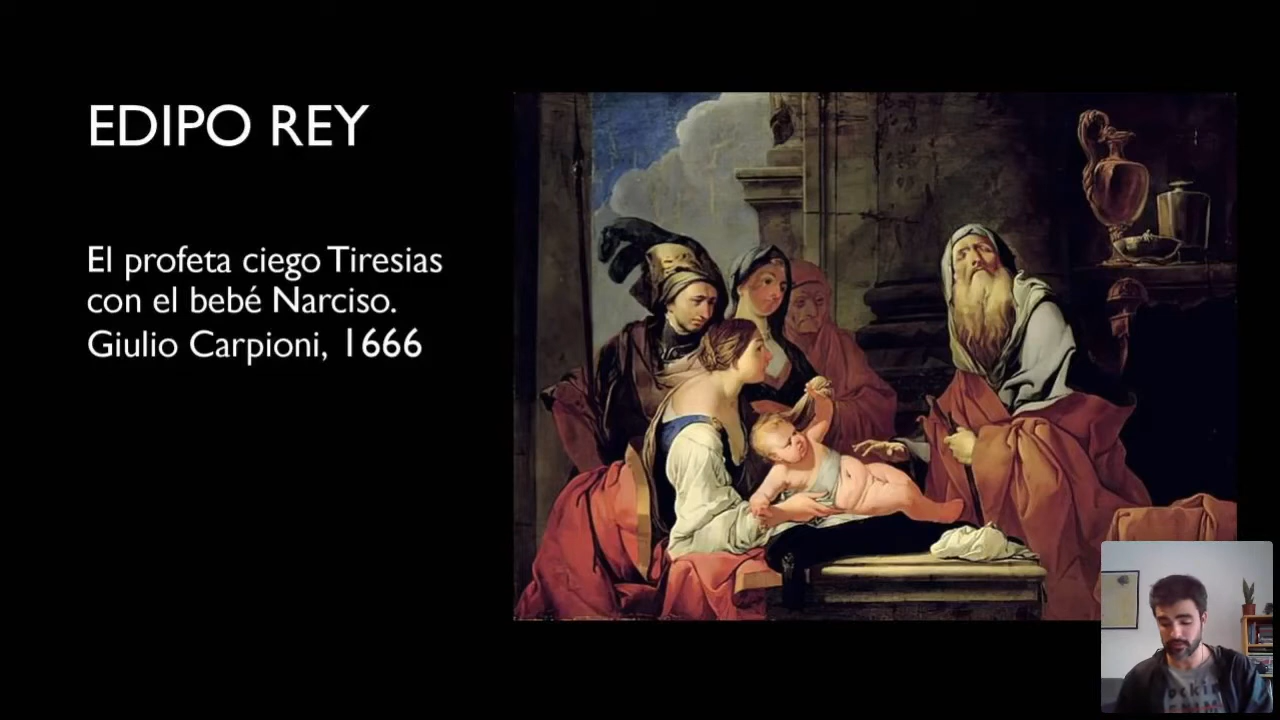 EDIPO REY
El profeta ciego Tiresias
con el bebé Narciso.
Giulio Carpioni, 1666